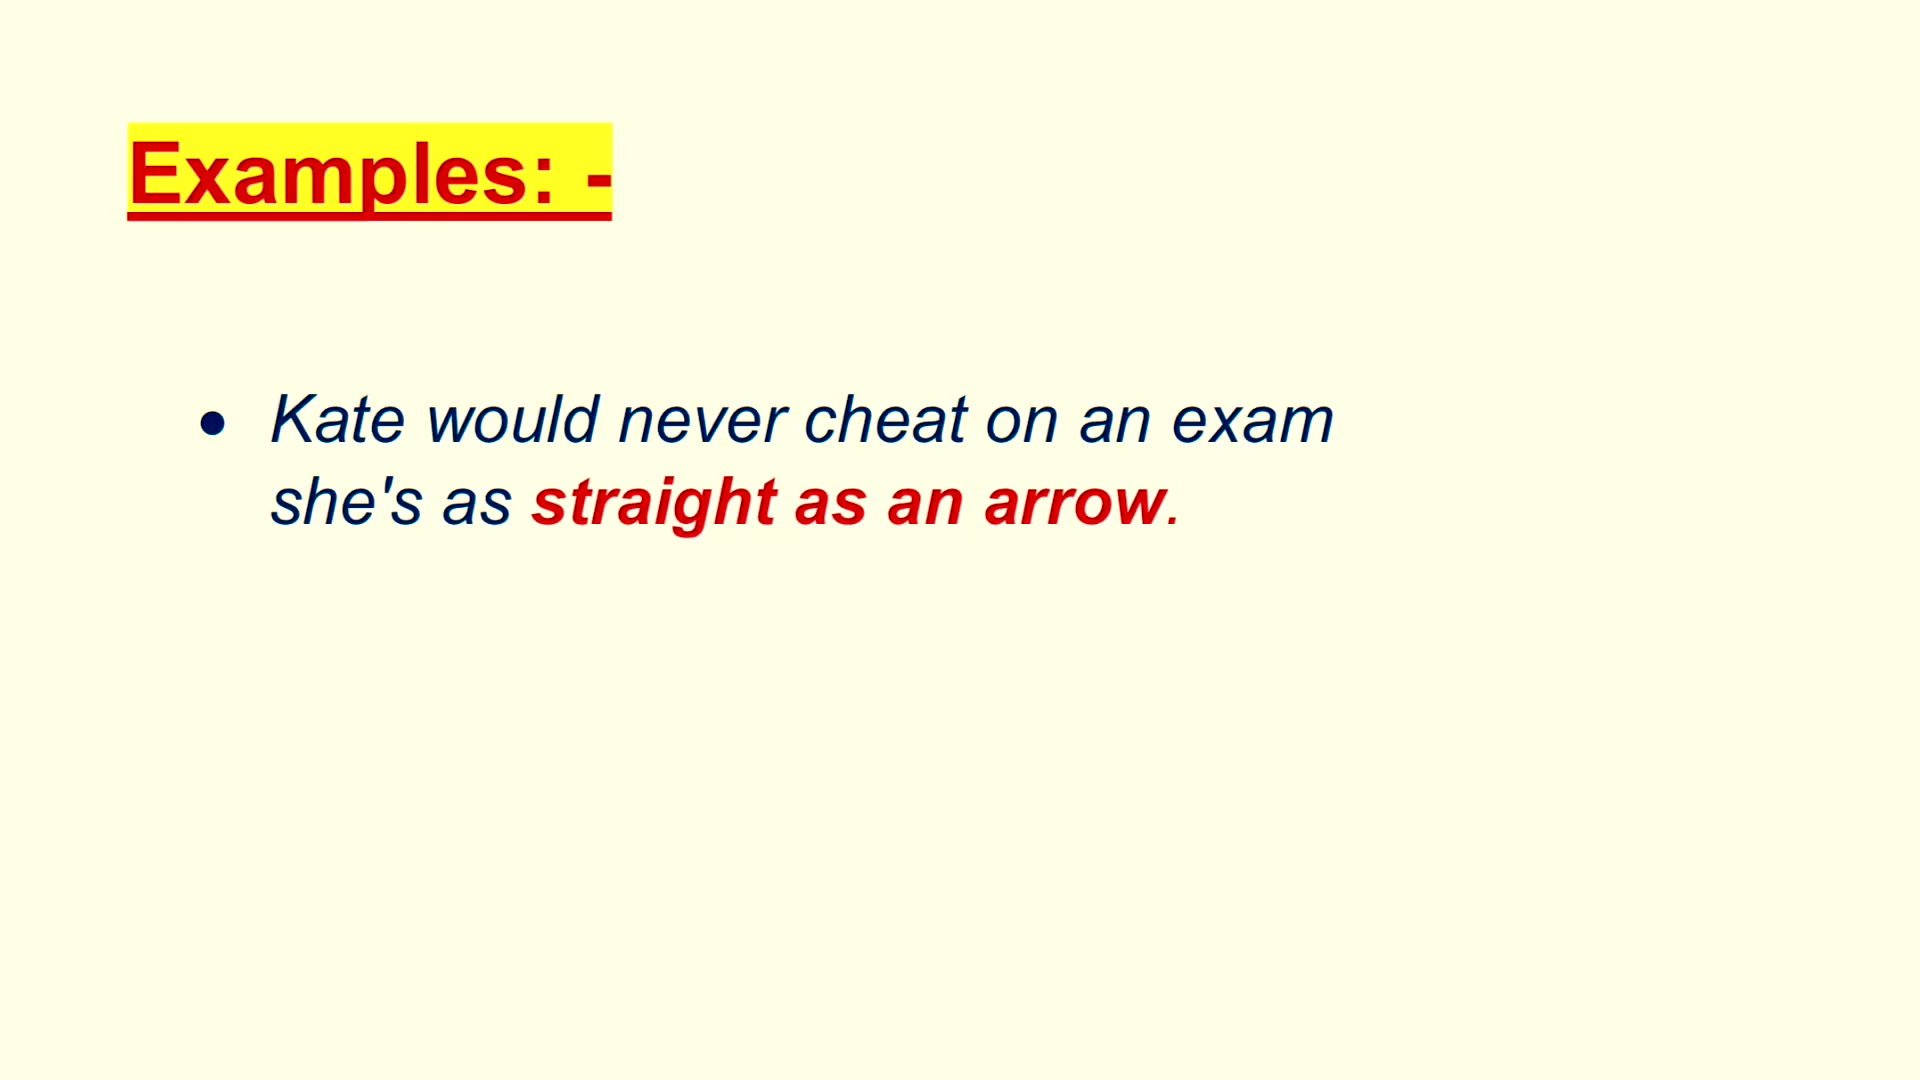 Examples: -
• Kate would never cheat on an exam
she's as straight as an arrow.